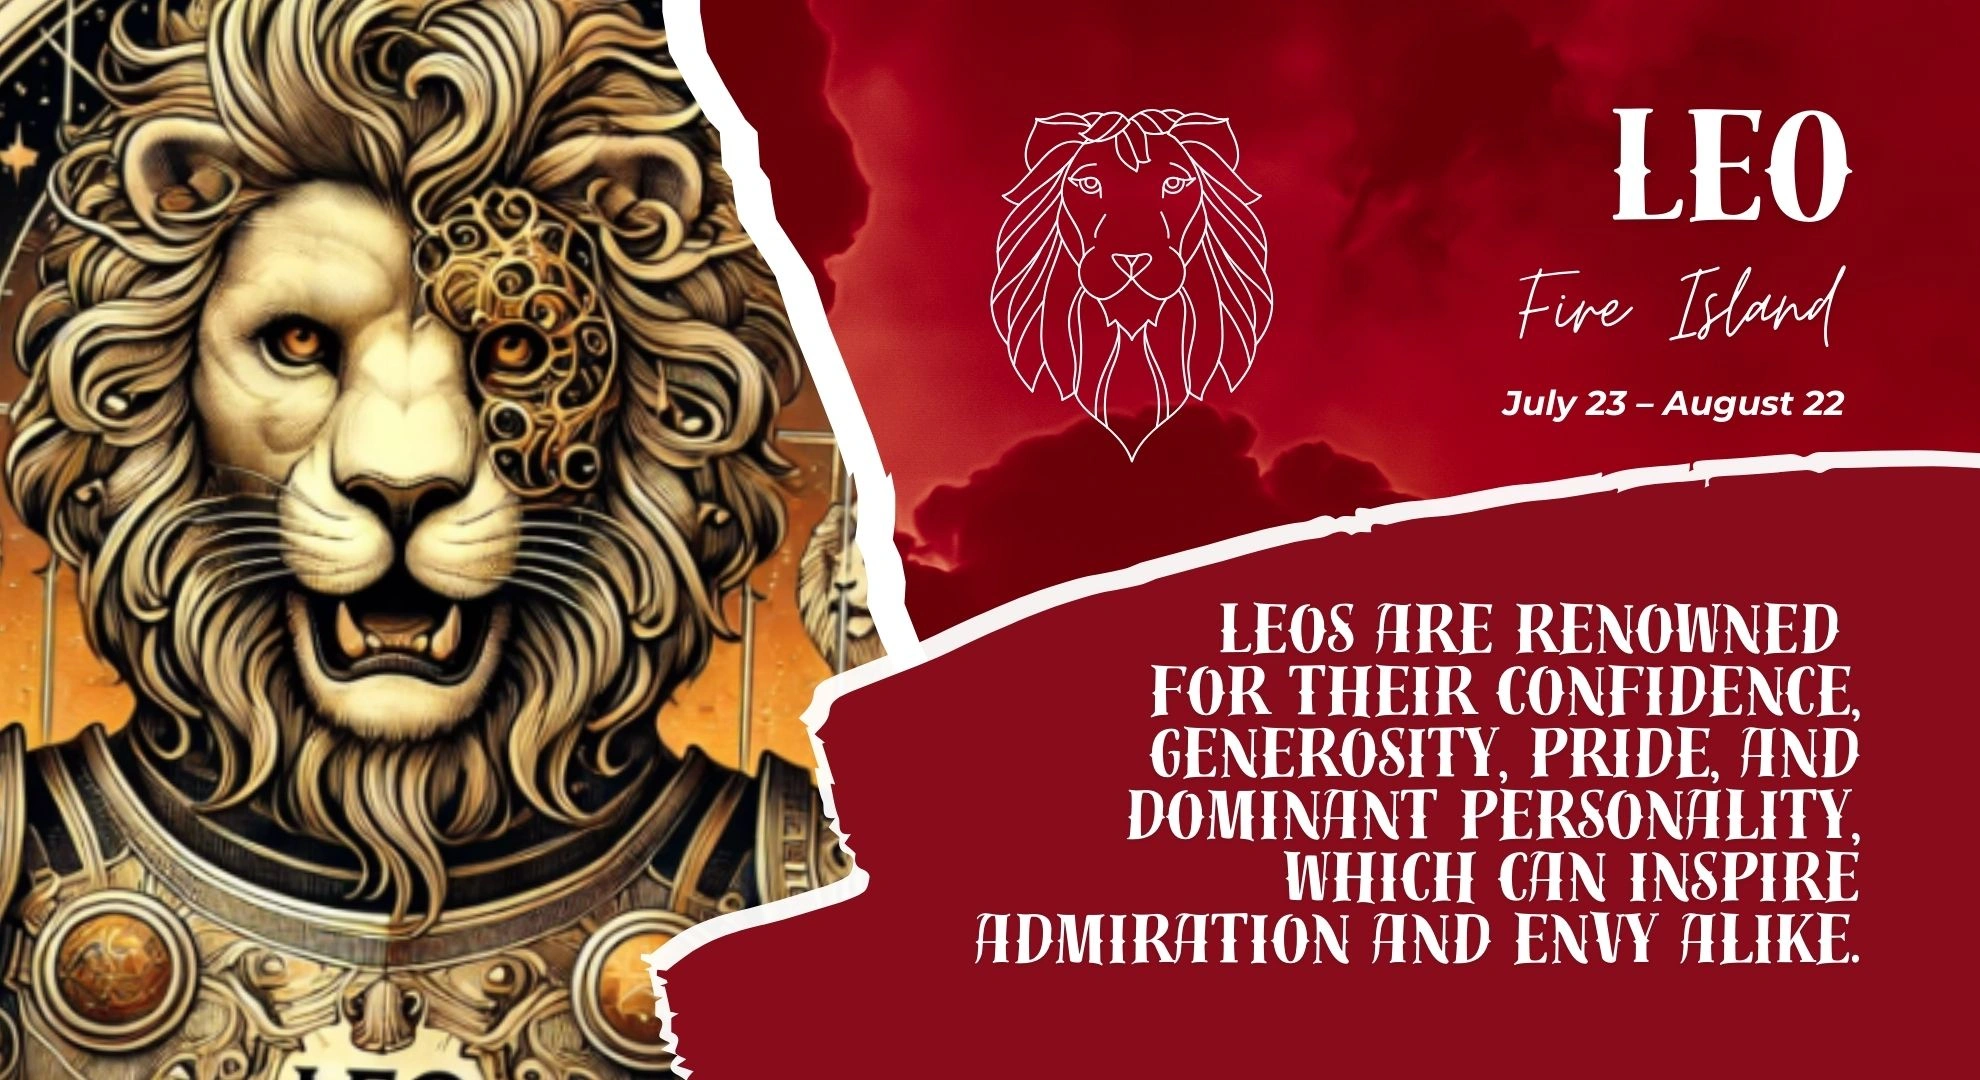 LEO
Fire Island
July 23 – August 22
LEOS ARE RENOWNED
FOR THEIR CONFIDENCE,
GENEROSITY, PRIDE, AND
DOMINANT PERSONALITY,
WHICH CAN INSPIRE
ADMIRATION AND ENVY ALIKE.